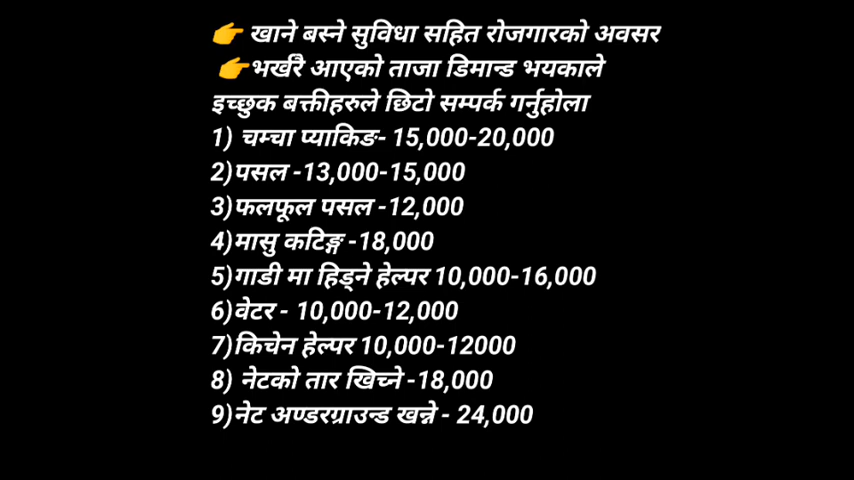 👉 खाने बस्ने सुविधा सहित रोजगारको अवसर
👉भर्खरै आएको ताजा डिमान्ड भयकाले
इच्छुक बक्तीहरुले छिटो सम्पर्क गर्नुहोला
1) चम्चा प्याकिङ- 15,000-20,000
2)पसल -13,000-15,000
3)फलफूल पसल -12,000
4)मासु कटिङ्ग -18,000
5)गाडी मा हिड्ने हेल्पर 10,000-16,000
6)वेटर - 10,000-12,000
7)किचेन हेल्पर 10,000-12000
8) नेटको तार खिच्ने -18,000
9)नेट अण्डरग्राउन्ड खन्ने - 24,000